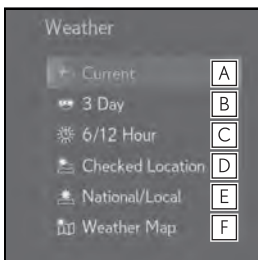 Weather
Current A
3 Day B
6/12 Hour C
Checked Location D
National/Local E
Weather Map F